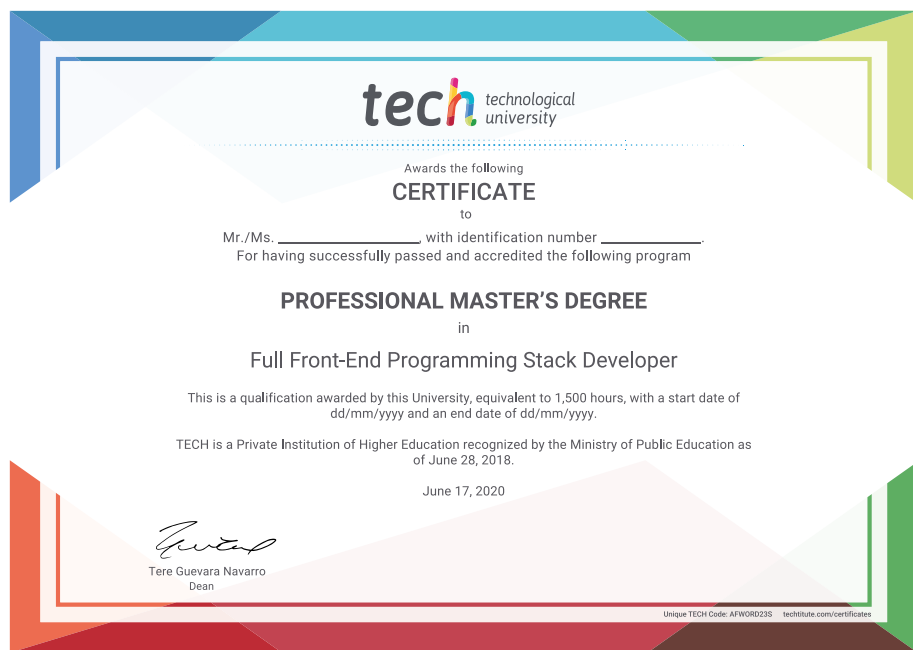 tech technological
university
Awards the following
CERTIFICATE
to
Mr./Ms. ____________________, with identification number ______________.
For having successfully passed and accredited the following program
PROFESSIONAL MASTER'S DEGREE
in
Full Front-End Programming Stack Developer
This is a qualification awarded by this University, equivalent to 1,500 hours, with a start date of
dd/mm/yyyy and an end date of dd/mm/yyyy.
TECH is a Private Institution of Higher Education recognized by the Ministry of Public Education as
of June 28, 2018.
June 17, 2020
Tere Guevara Navarro
Dean
Unique TECH Code: AFWORD23S techtitute.com/certificates